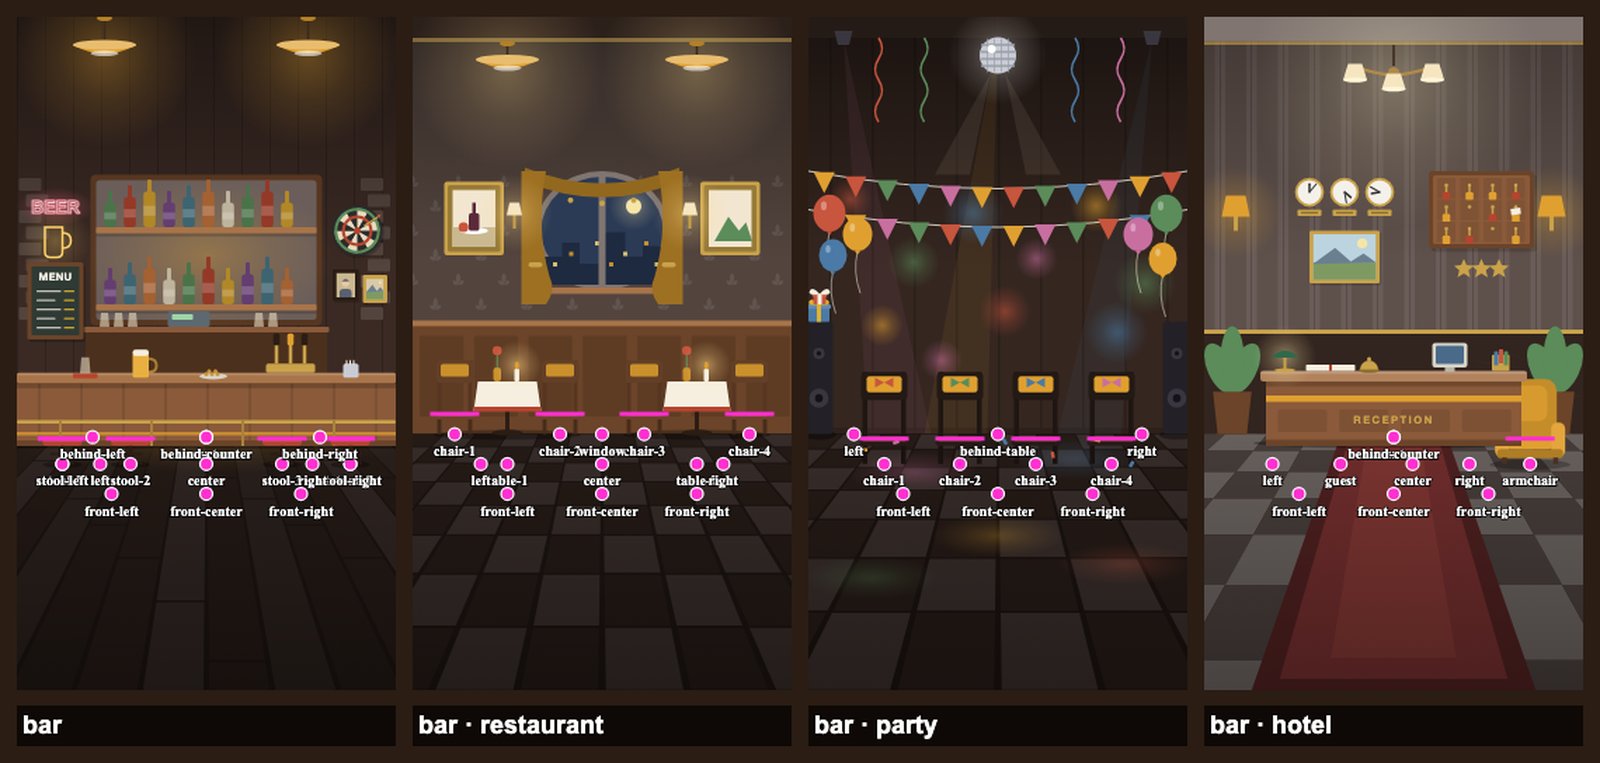 BEER
MENU
RECEPTION
behind-left
behind-counter
behind-right
stool-left
left
stool-2
center
right
front-left
front-center
front-right
chair-1
chair-2
window
chair-3
chair-4
left
table-1
center
table-
right
front-left
front-center
front-right
left
behind-table
right
chair-1
chair-2
chair-3
chair-4
front-left
front-center
front-right
behind-counter
left
guest
center
right
armchair
front-left
front-center
front-right
bar
bar · restaurant
bar · party
bar · hotel